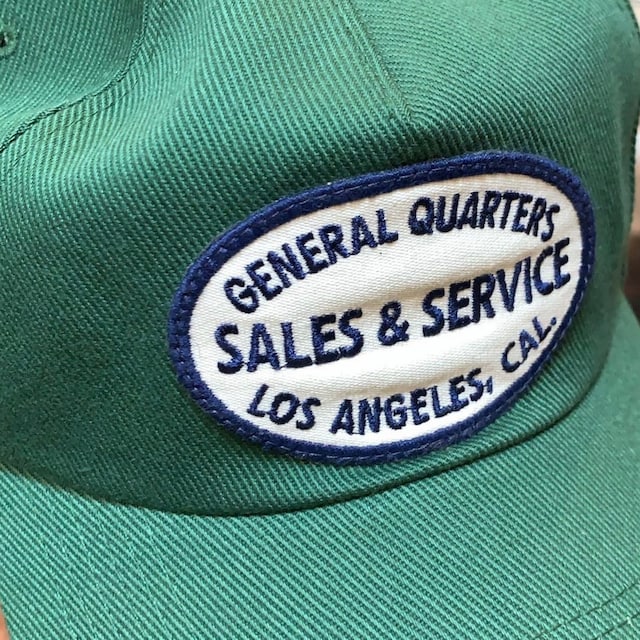 GENERAL QUARTERS
SALES & SERVICE
LOS ANGELES, CAL.